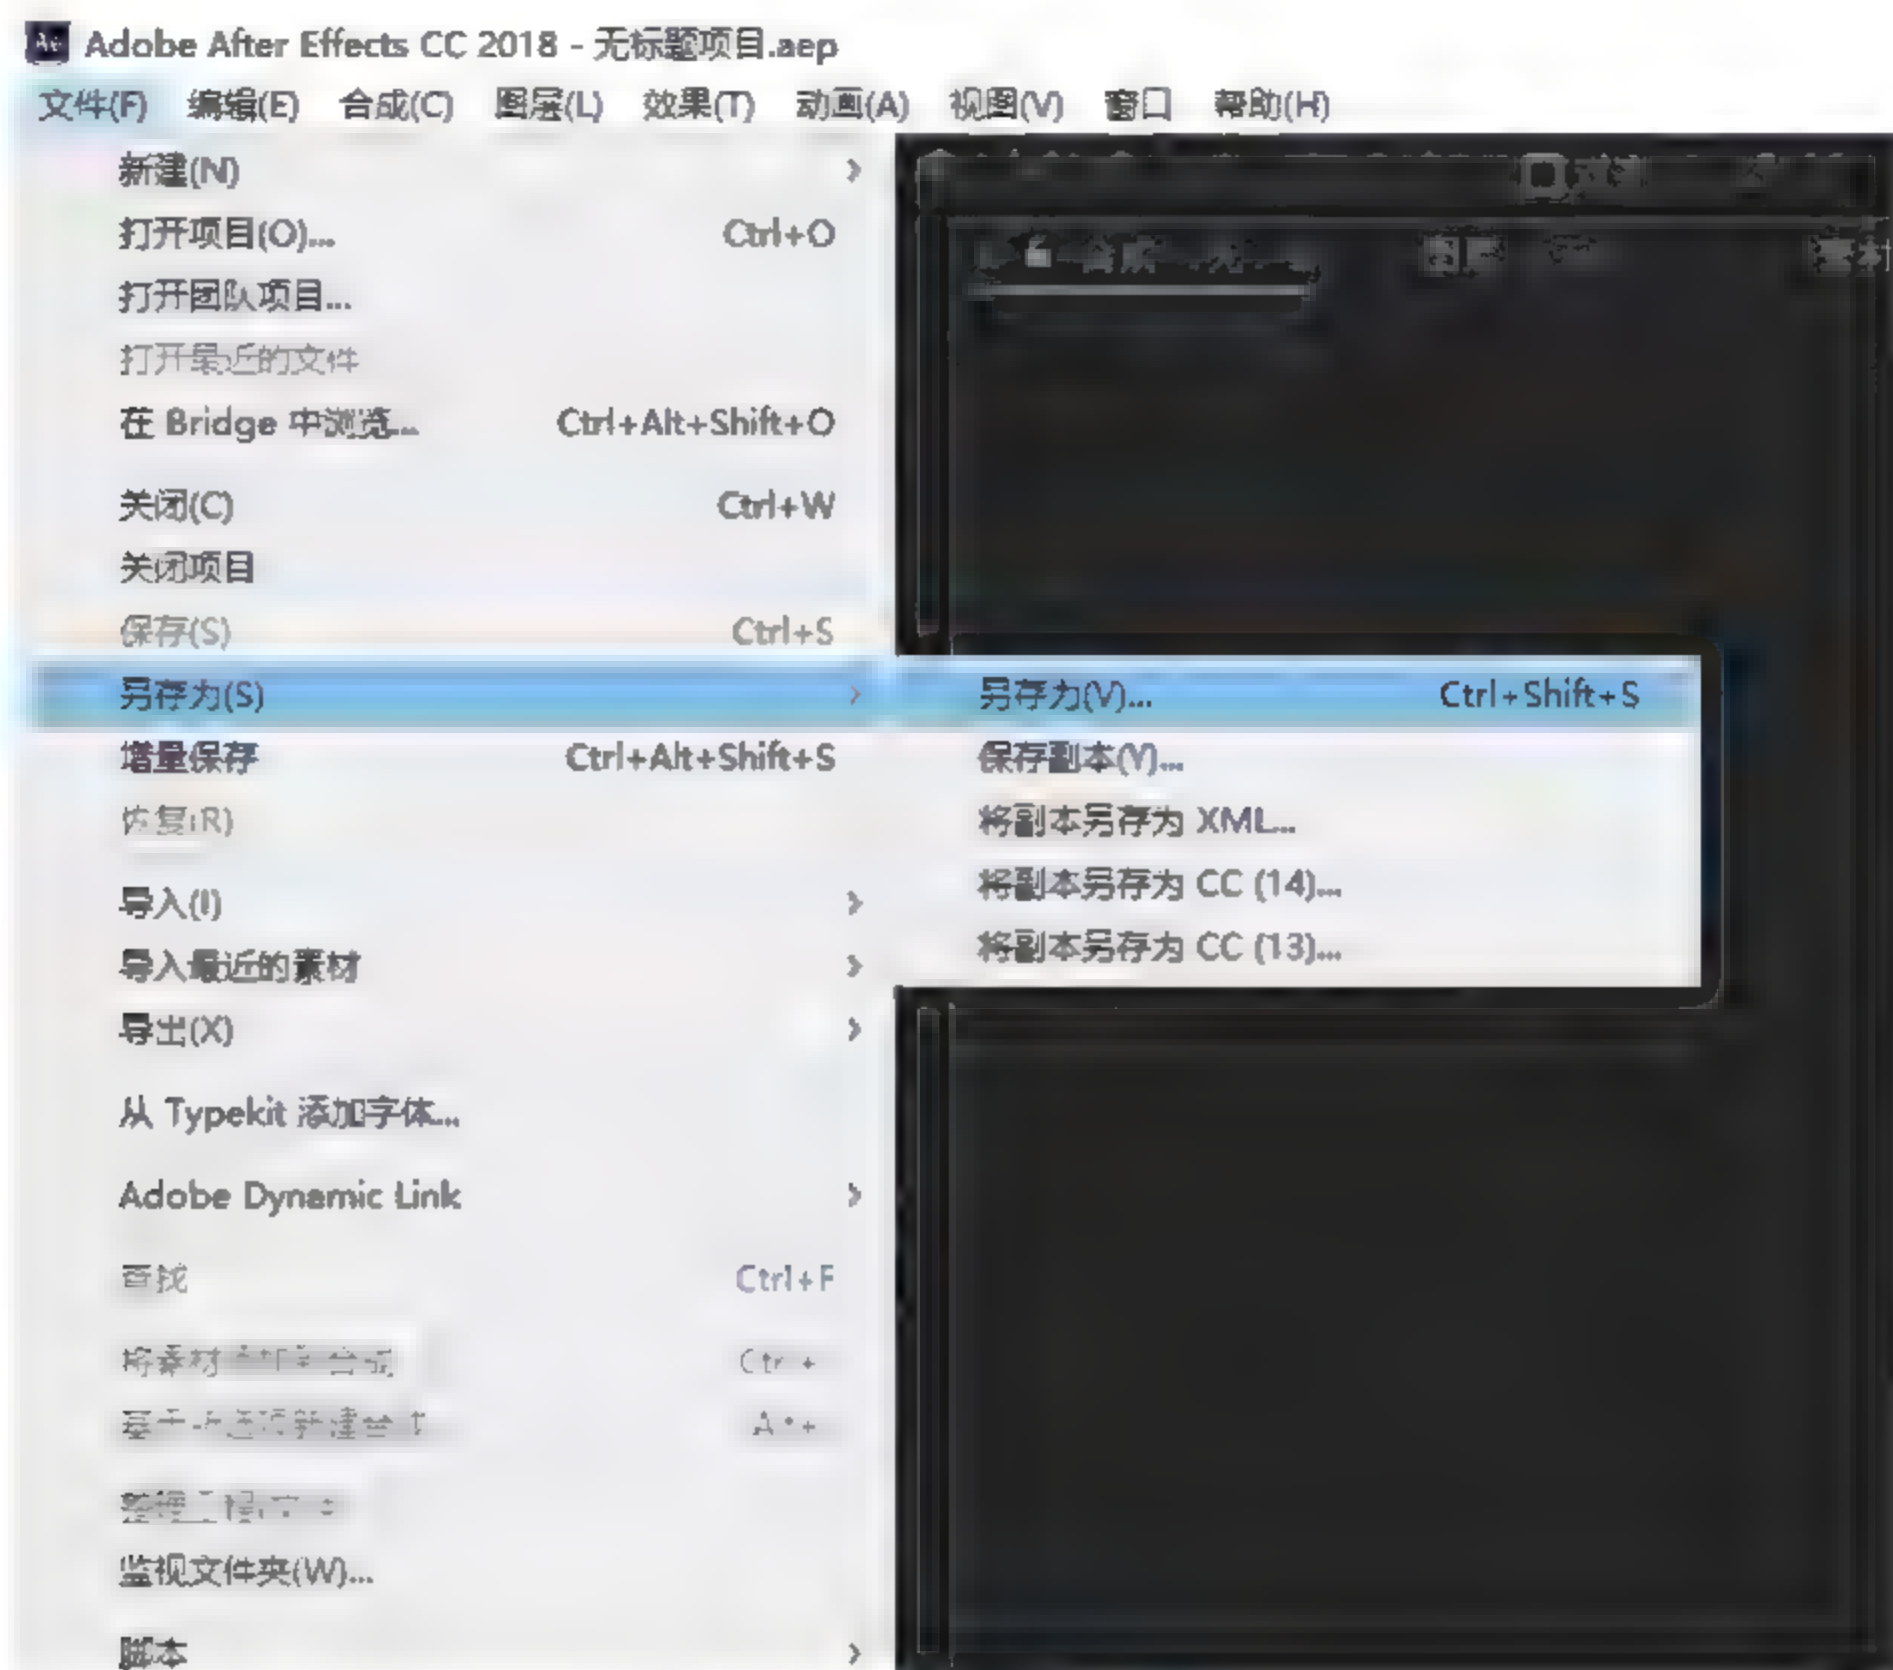 Adobe After Effects CC 2018 - 无标题项目.aep
文件(F) 编辑(E) 合成(C) 图层(L) 效果(T) 动画(A) 视图(V) 窗口 帮助(H)
新建(N)
打开项目(O)... Ctrl+O
打开团队项目...
打开最近的文件
在 Bridge 中浏览... Ctrl+Alt+Shift+O
关闭(C) Ctrl+W
关闭项目
保存(S) Ctrl+S
另存为(S)
另存为(V)... Ctrl+Shift+S
增量保存 Ctrl+Alt+Shift+S
保存副本(Y)...
恢复(R)
将副本另存为 XML...
将副本另存为 CC (14)...
导入(I)
将副本另存为 CC (13)...
导入最近的素材
导出(X)
从 Typekit 添加字体...
Adobe Dynamic Link
查找 Ctrl+F
将素材
监视文件夹(W)...
脚本